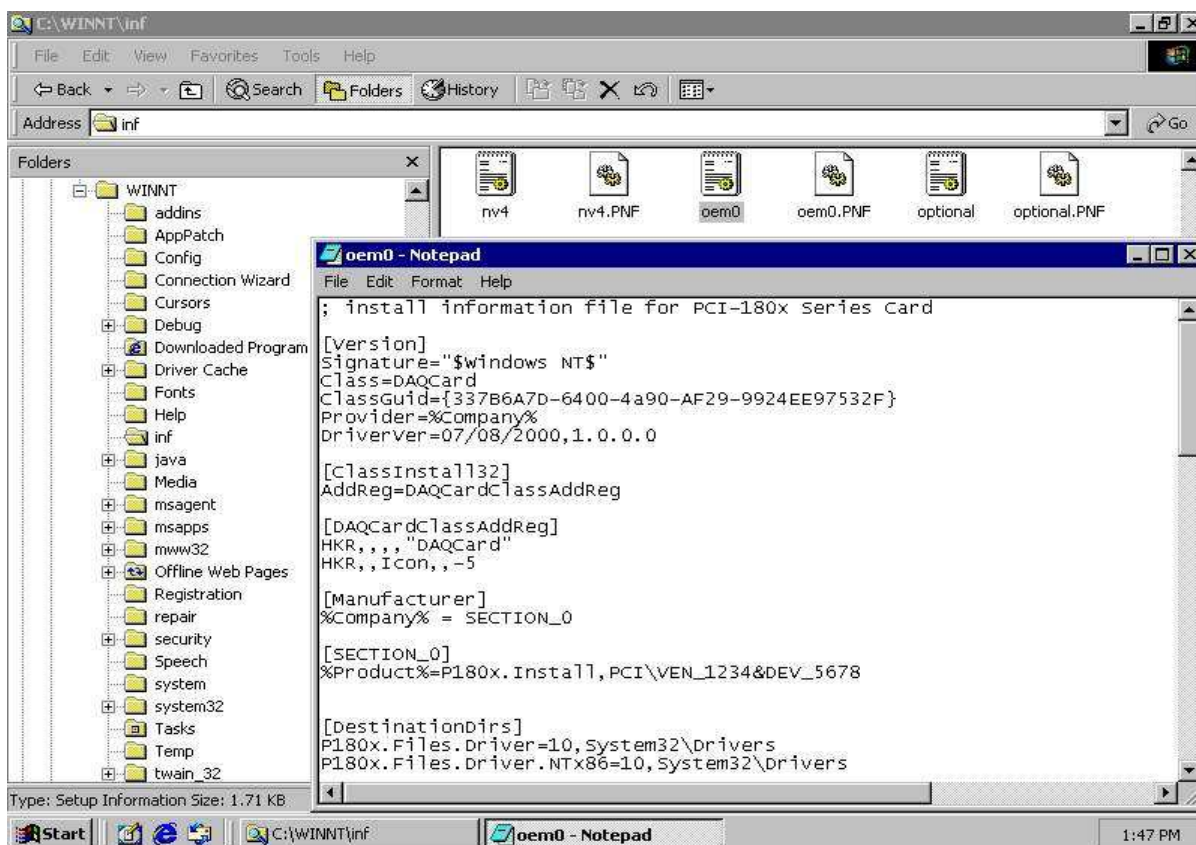 C:\WINNT\inf
File Edit View Favorites Tools Help
Back Search Folders History
Address inf Go
Folders
WINNT
addins
AppPatch
Config
Connection Wizard
Cursors
Debug
Downloaded Program
Driver Cache
Fonts
Help
inf
java
Media
msagent
msapps
mww32
Offline Web Pages
Registration
repair
security
Speech
system
system32
Tasks
Temp
twain_32
nv4 nv4.PNF oem0 oem0.PNF optional optional.PNF
oem0 - Notepad
File Edit Format Help
; install information file for PCI-180x Series Card
[Version]
Signature="$Windows NT$"
Class=DAQCard
ClassGuid={337B6A7D-6400-4a90-AF29-9924EE97532F}
Provider=%Company%
DriverVer=07/08/2000,1.0.0.0
[ClassInstall32]
AddReg=DAQCardClassAddReg
[DAQCardClassAddReg]
HKR,,,,"DAQCard"
HKR,,Icon,,-5
[Manufacturer]
%Company% = SECTION_0
[SECTION_0]
%Product%=P180x.Install,PCI\VEN_1234&DEV_5678
[DestinationDirs]
P180x.Files.Driver=10,System32\Drivers
P180x.Files.Driver.NTx86=10,System32\Drivers
Type: Setup Information Size: 1.71 KB
Start C:\WINNT\inf oem0 - Notepad 1:47 PM